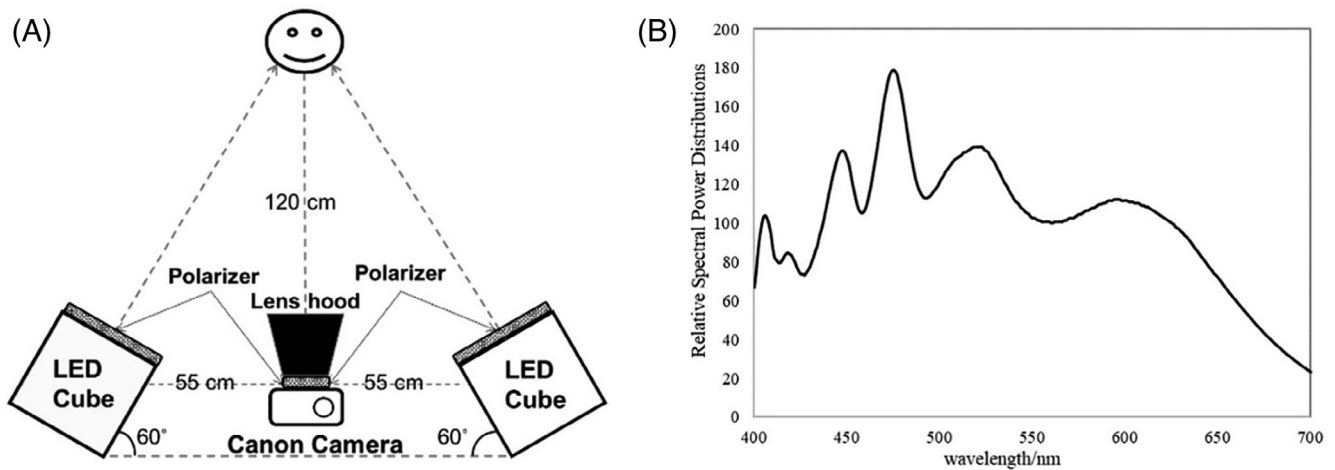 (A)
120 cm
Polarizer
Polarizer
Lens hood
LED
Cube
55 cm
55 cm
LED
Cube
60°
Canon Camera
60°
(B)
Relative Spectral Power Distributions
200
180
160
140
120
100
80
60
40
20
0
400
450
500
550
600
650
700
wavelength/nm